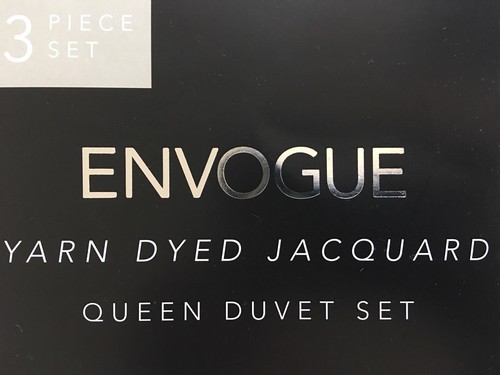 3 PIECE
SET
ENVOGUE
YARN DYED JACQUARD
QUEEN DUVET SET